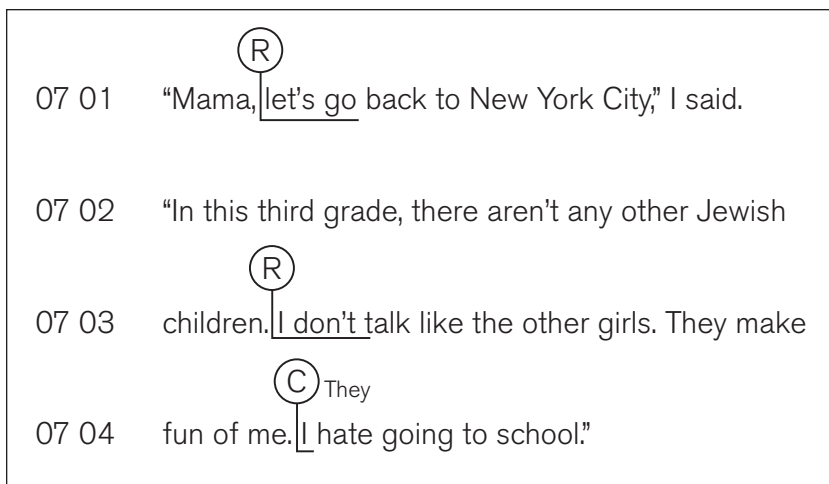 R
07 01 “Mama, let’s go back to New York City,” I said.
07 02 “In this third grade, there aren’t any other Jewish
R
07 03 children. I don’t talk like the other girls. They make
C They
07 04 fun of me. I hate going to school.”